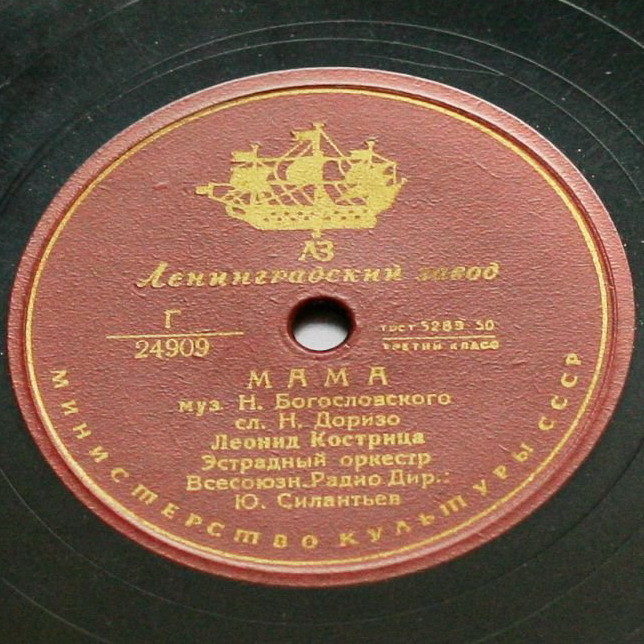 ЛЗ
Ленинградский завод
Г
24909
ГОСТ 5289-50
ТРЕТИЙ КЛАСС
МАМА
муз. Н. Богословского
сл. Н. Доризо
Леонид Кострица
Эстрадный оркестр
Всесоюзн. Радио Дир.:
Ю. Силантьев
МИНИСТЕРСТВО КУЛЬТУРЫ СССР